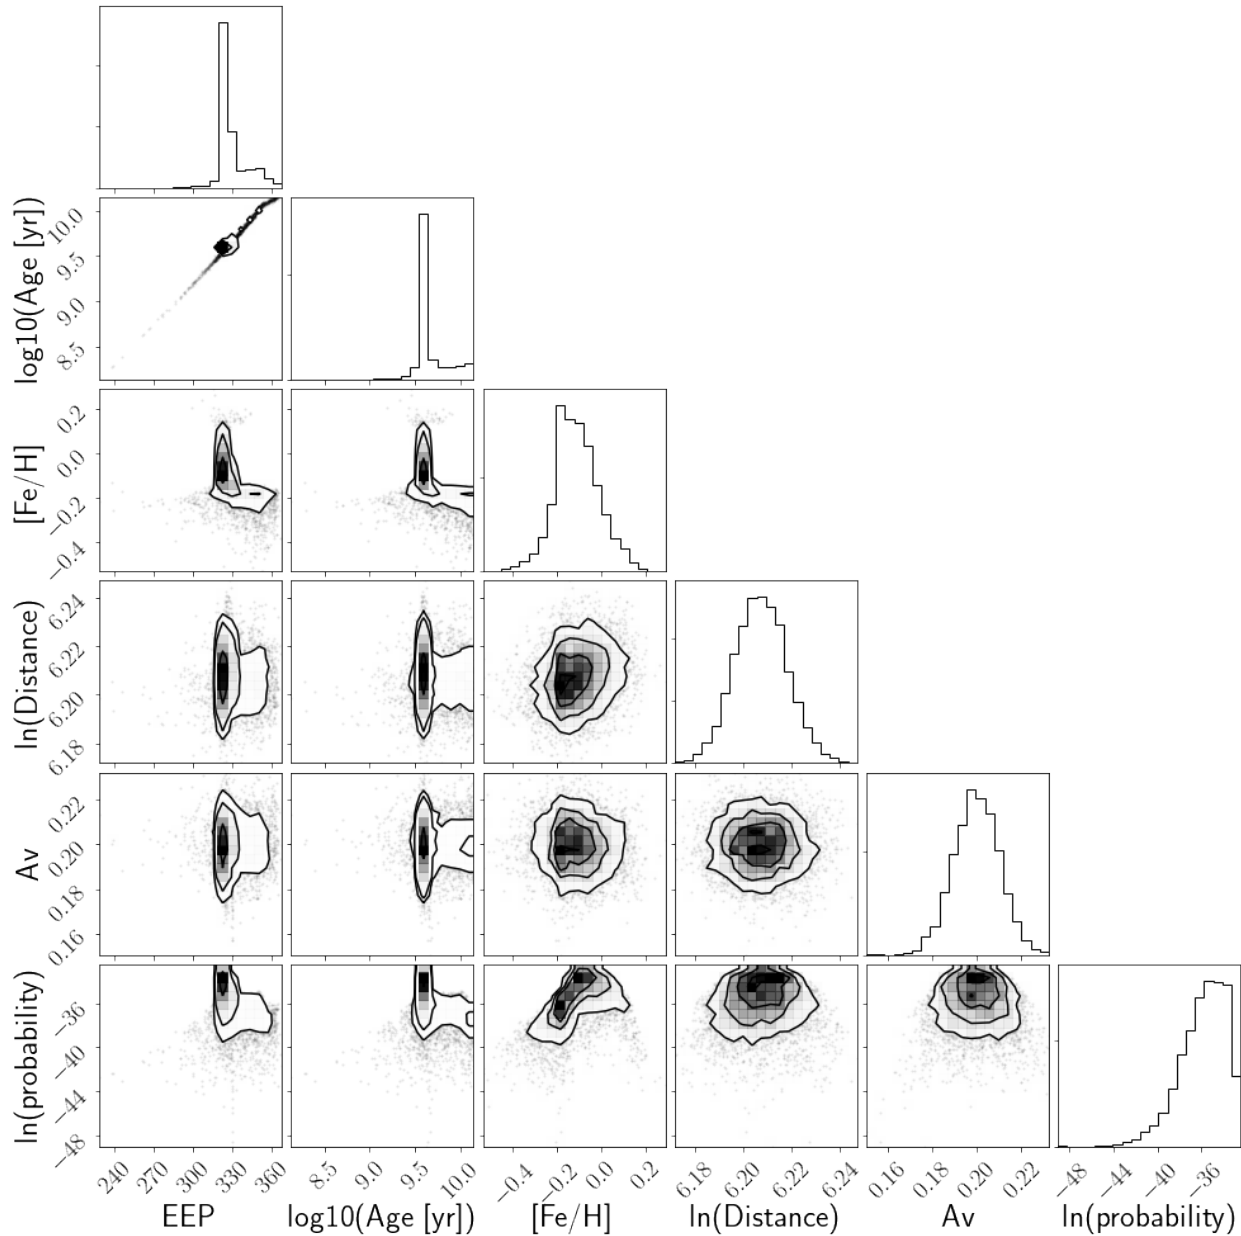 log10(Age [yr])
10.0
9.5
9.0
8.5
[Fe/H]
0.2
0.0
−0.2
−0.4
ln(Distance)
6.24
6.22
6.20
6.18
Av
0.22
0.20
0.18
0.16
ln(probability)
−36
−40
−44
−48
240 270 300 330 360
8.5 9.0 9.5 10.0
−0.4 −0.2 0.0 0.2
6.18 6.20 6.22 6.24
0.16 0.18 0.20 0.22
−48 −44 −40 −36
EEP log10(Age [yr]) [Fe/H] ln(Distance) Av ln(probability)